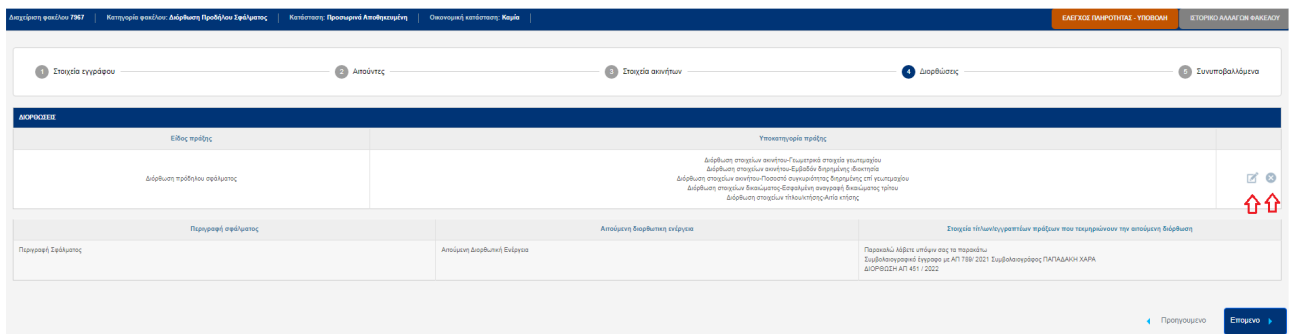 Διαχείριση φακέλου 7967 | Κατηγορία φακέλου: Διόρθωση Προδήλου Σφάλματος | Κατάσταση: Προσωρινά Αποθηκευμένη | Οικονομική κατάσταση: Καμία | ΕΛΕΓΧΟΣ ΠΛΗΡΟΤΗΤΑΣ - ΥΠΟΒΟΛΗ ΙΣΤΟΡΙΚΟ ΑΛΛΑΓΩΝ ΦΑΚΕΛΟΥ
1 Στοιχεία εγγράφου 2 Αιτούντες 3 Στοιχεία ακινήτων 4 Διορθώσεις 5 Συνυποβαλλόμενα
ΔΙΟΡΘΩΣΕΙΣ
Είδος πράξης Υποκατηγορία πράξης
Διόρθωση πρόδηλου σφάλματος
Διόρθωση στοιχείων ακινήτου-Γεωμετρικά στοιχεία γεωτεμαχίου
Διόρθωση στοιχείων ακινήτου-Εμβαδόν διηρημένης ιδιοκτησία
Διόρθωση στοιχείων ακινήτου-Ποσοστό συγκυριότητας διηρημένης επί γεωτεμαχίου
Διόρθωση στοιχείων δικαιώματος-Εσφαλμένη αναγραφή δικαιώματος τρίτου
Διόρθωση στοιχείων τίτλου/κτήσης-Αιτία κτήσης
Περιγραφή σφάλματος Αιτούμενη διορθωτικη ενέργεια Στοιχεία τίτλων/εγγραπτέων πράξεων που τεκμηριώνουν την αιτούμενη διόρθωση
Περιγραφή Σφάλματος Αιτούμενη Διορθωτική Ενέργεια Παρακαλώ λάβετε υπόψιν σας τα παρακάτω
Συμβολαιογραφικό έγγραφο με ΑΠ 789/ 2021 Συμβολαιογράφος ΠΑΠΑΔΑΚΗ ΧΑΡΑ
ΔΙΟΡΘΩΣΗ ΑΠ 451 / 2022
Προηγουμενο Επομενο